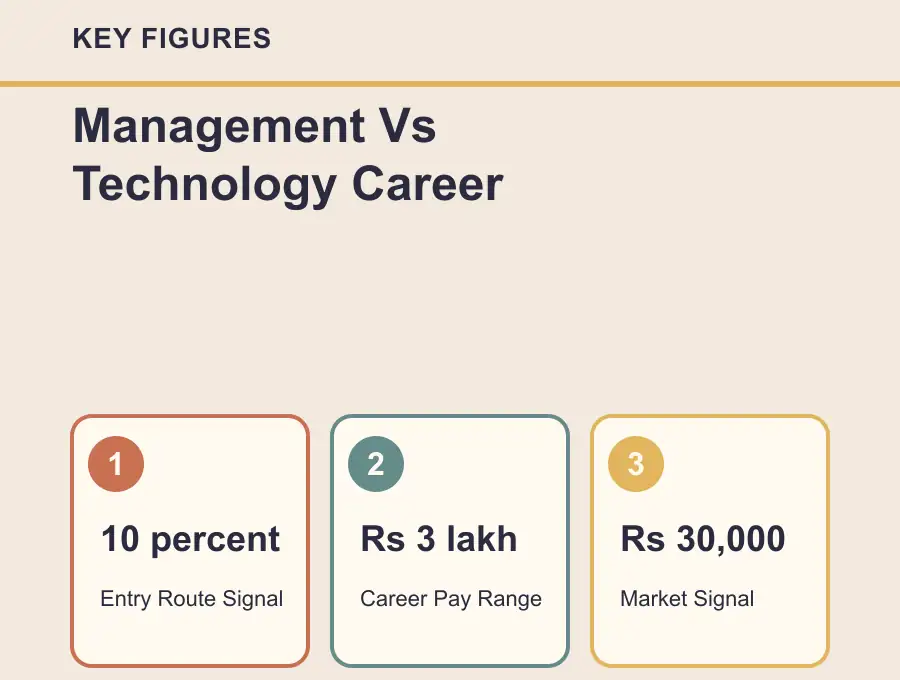 KEY FIGURES
Management Vs
Technology Career
1
10 percent
Entry Route Signal
2
Rs 3 lakh
Career Pay Range
3
Rs 30,000
Market Signal